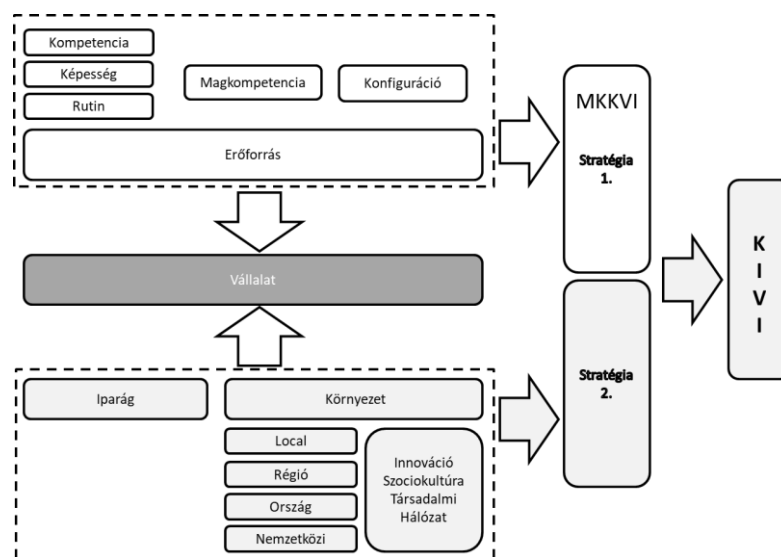 Kompetencia
Képesség
Rutin
Magkompetencia
Konfiguráció
Erőforrás
MKKVI
Stratégia
1.
Vállalat
K
I
V
I
Iparág
Környezet
Stratégia
2.
Local
Régió
Ország
Nemzetközi
Innováció
Szociokultúra
Társadalmi
Hálózat